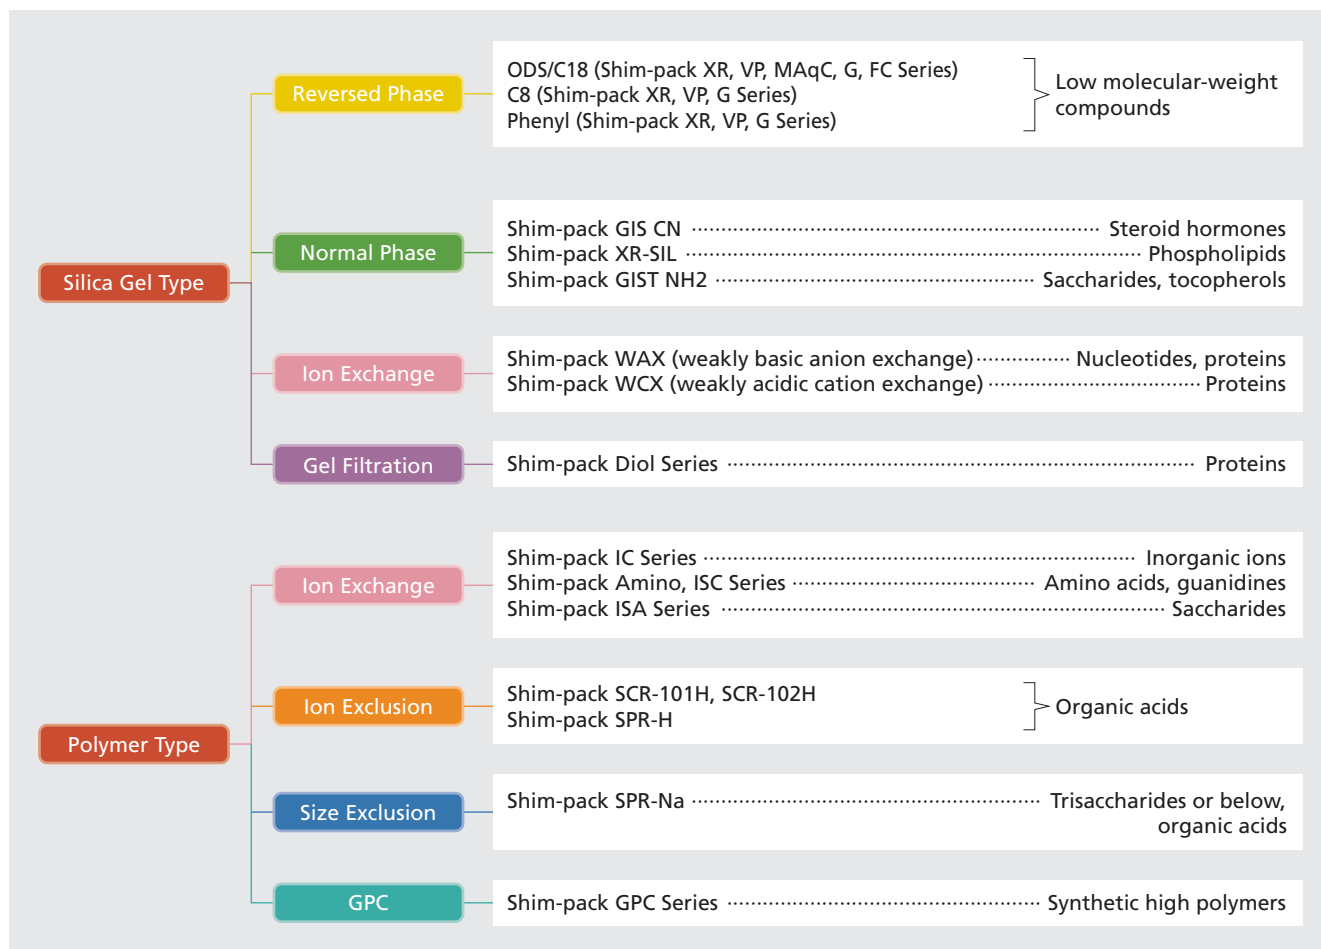 Silica Gel Type
Reversed Phase
ODS/C18 (Shim-pack XR, VP, MAqC, G, FC Series)
C8 (Shim-pack XR, VP, G Series)
Phenyl (Shim-pack XR, VP, G Series)
Low molecular-weight
compounds
Normal Phase
Shim-pack GIS CN ···· Steroid hormones
Shim-pack XR-SIL ···· Phospholipids
Shim-pack GIST NH2 ···· Saccharides, tocopherols
Ion Exchange
Shim-pack WAX (weakly basic anion exchange) ···· Nucleotides, proteins
Shim-pack WCX (weakly acidic cation exchange) ···· Proteins
Gel Filtration
Shim-pack Diol Series ···· Proteins
Polymer Type
Ion Exchange
Shim-pack IC Series ···· Inorganic ions
Shim-pack Amino, ISC Series ···· Amino acids, guanidines
Shim-pack ISA Series ···· Saccharides
Ion Exclusion
Shim-pack SCR-101H, SCR-102H
Shim-pack SPR-H
Organic acids
Size Exclusion
Shim-pack SPR-Na ···· Trisaccharides or below,
organic acids
GPC
Shim-pack GPC Series ···· Synthetic high polymers